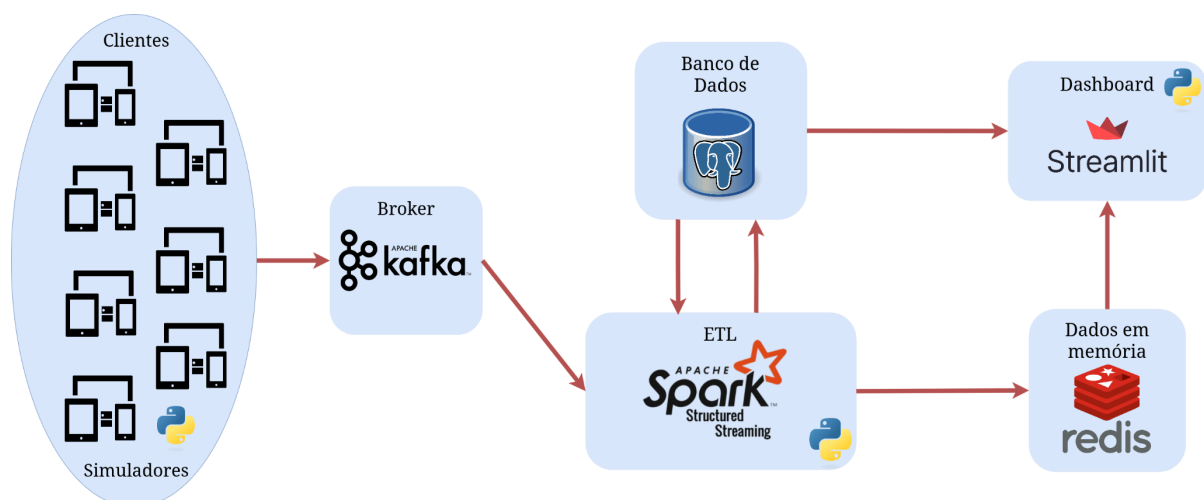 Clientes
Simuladores
Broker
APACHE
kafka
Banco de
Dados
ETL
APACHE
Spark
Structured
Streaming
Dashboard
Streamlit
Dados em
memória
redis